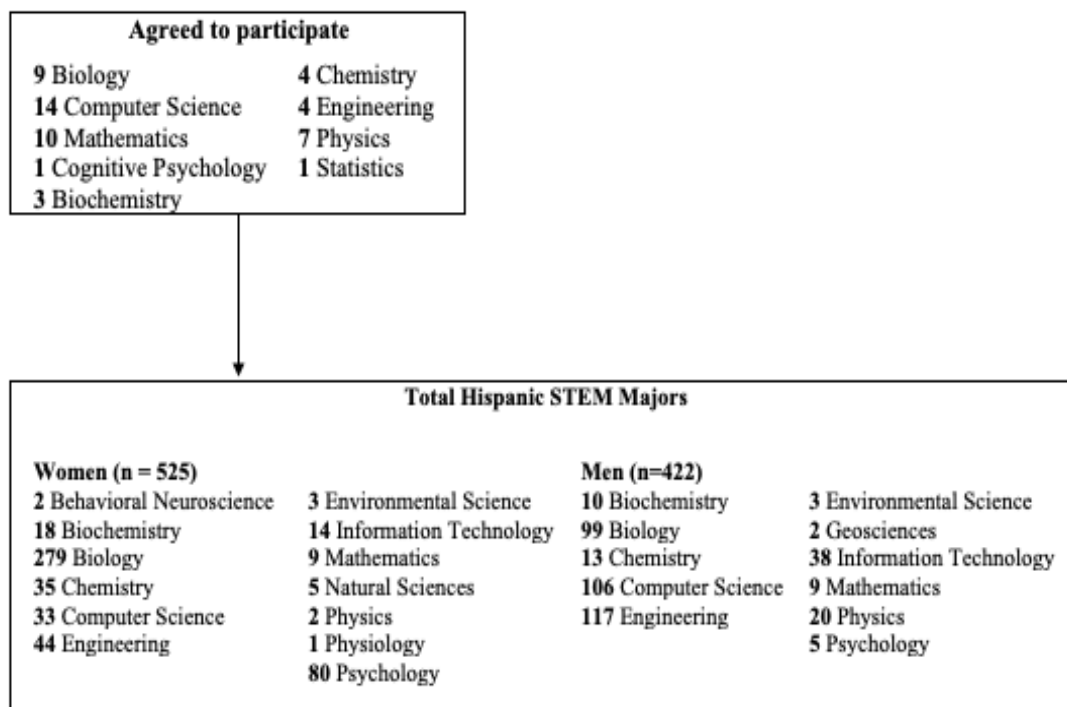 Agreed to participate
9 Biology
14 Computer Science
10 Mathematics
1 Cognitive Psychology
3 Biochemistry
4 Chemistry
4 Engineering
7 Physics
1 Statistics
Total Hispanic STEM Majors
Women (n = 525)
2 Behavioral Neuroscience
18 Biochemistry
279 Biology
35 Chemistry
33 Computer Science
44 Engineering
3 Environmental Science
14 Information Technology
9 Mathematics
5 Natural Sciences
2 Physics
1 Physiology
80 Psychology
Men (n=422)
10 Biochemistry
99 Biology
13 Chemistry
106 Computer Science
117 Engineering
3 Environmental Science
2 Geosciences
38 Information Technology
9 Mathematics
20 Physics
5 Psychology